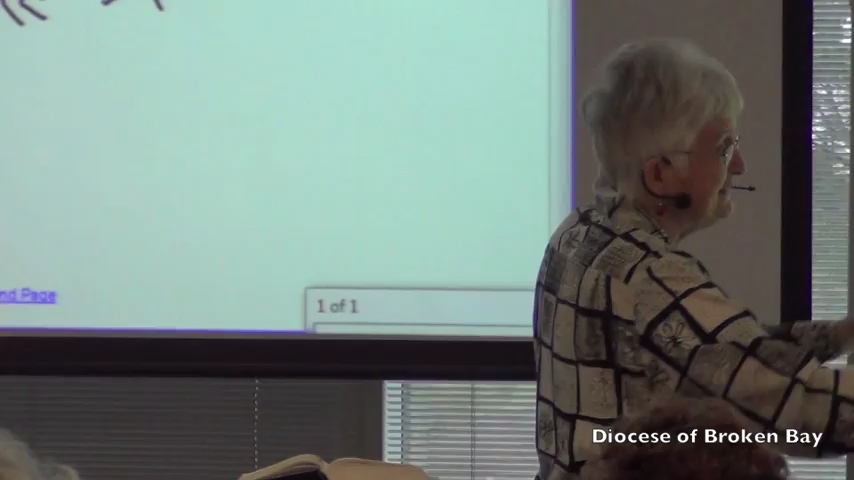 nd Page
1 of 1
Diocese of Broken Bay